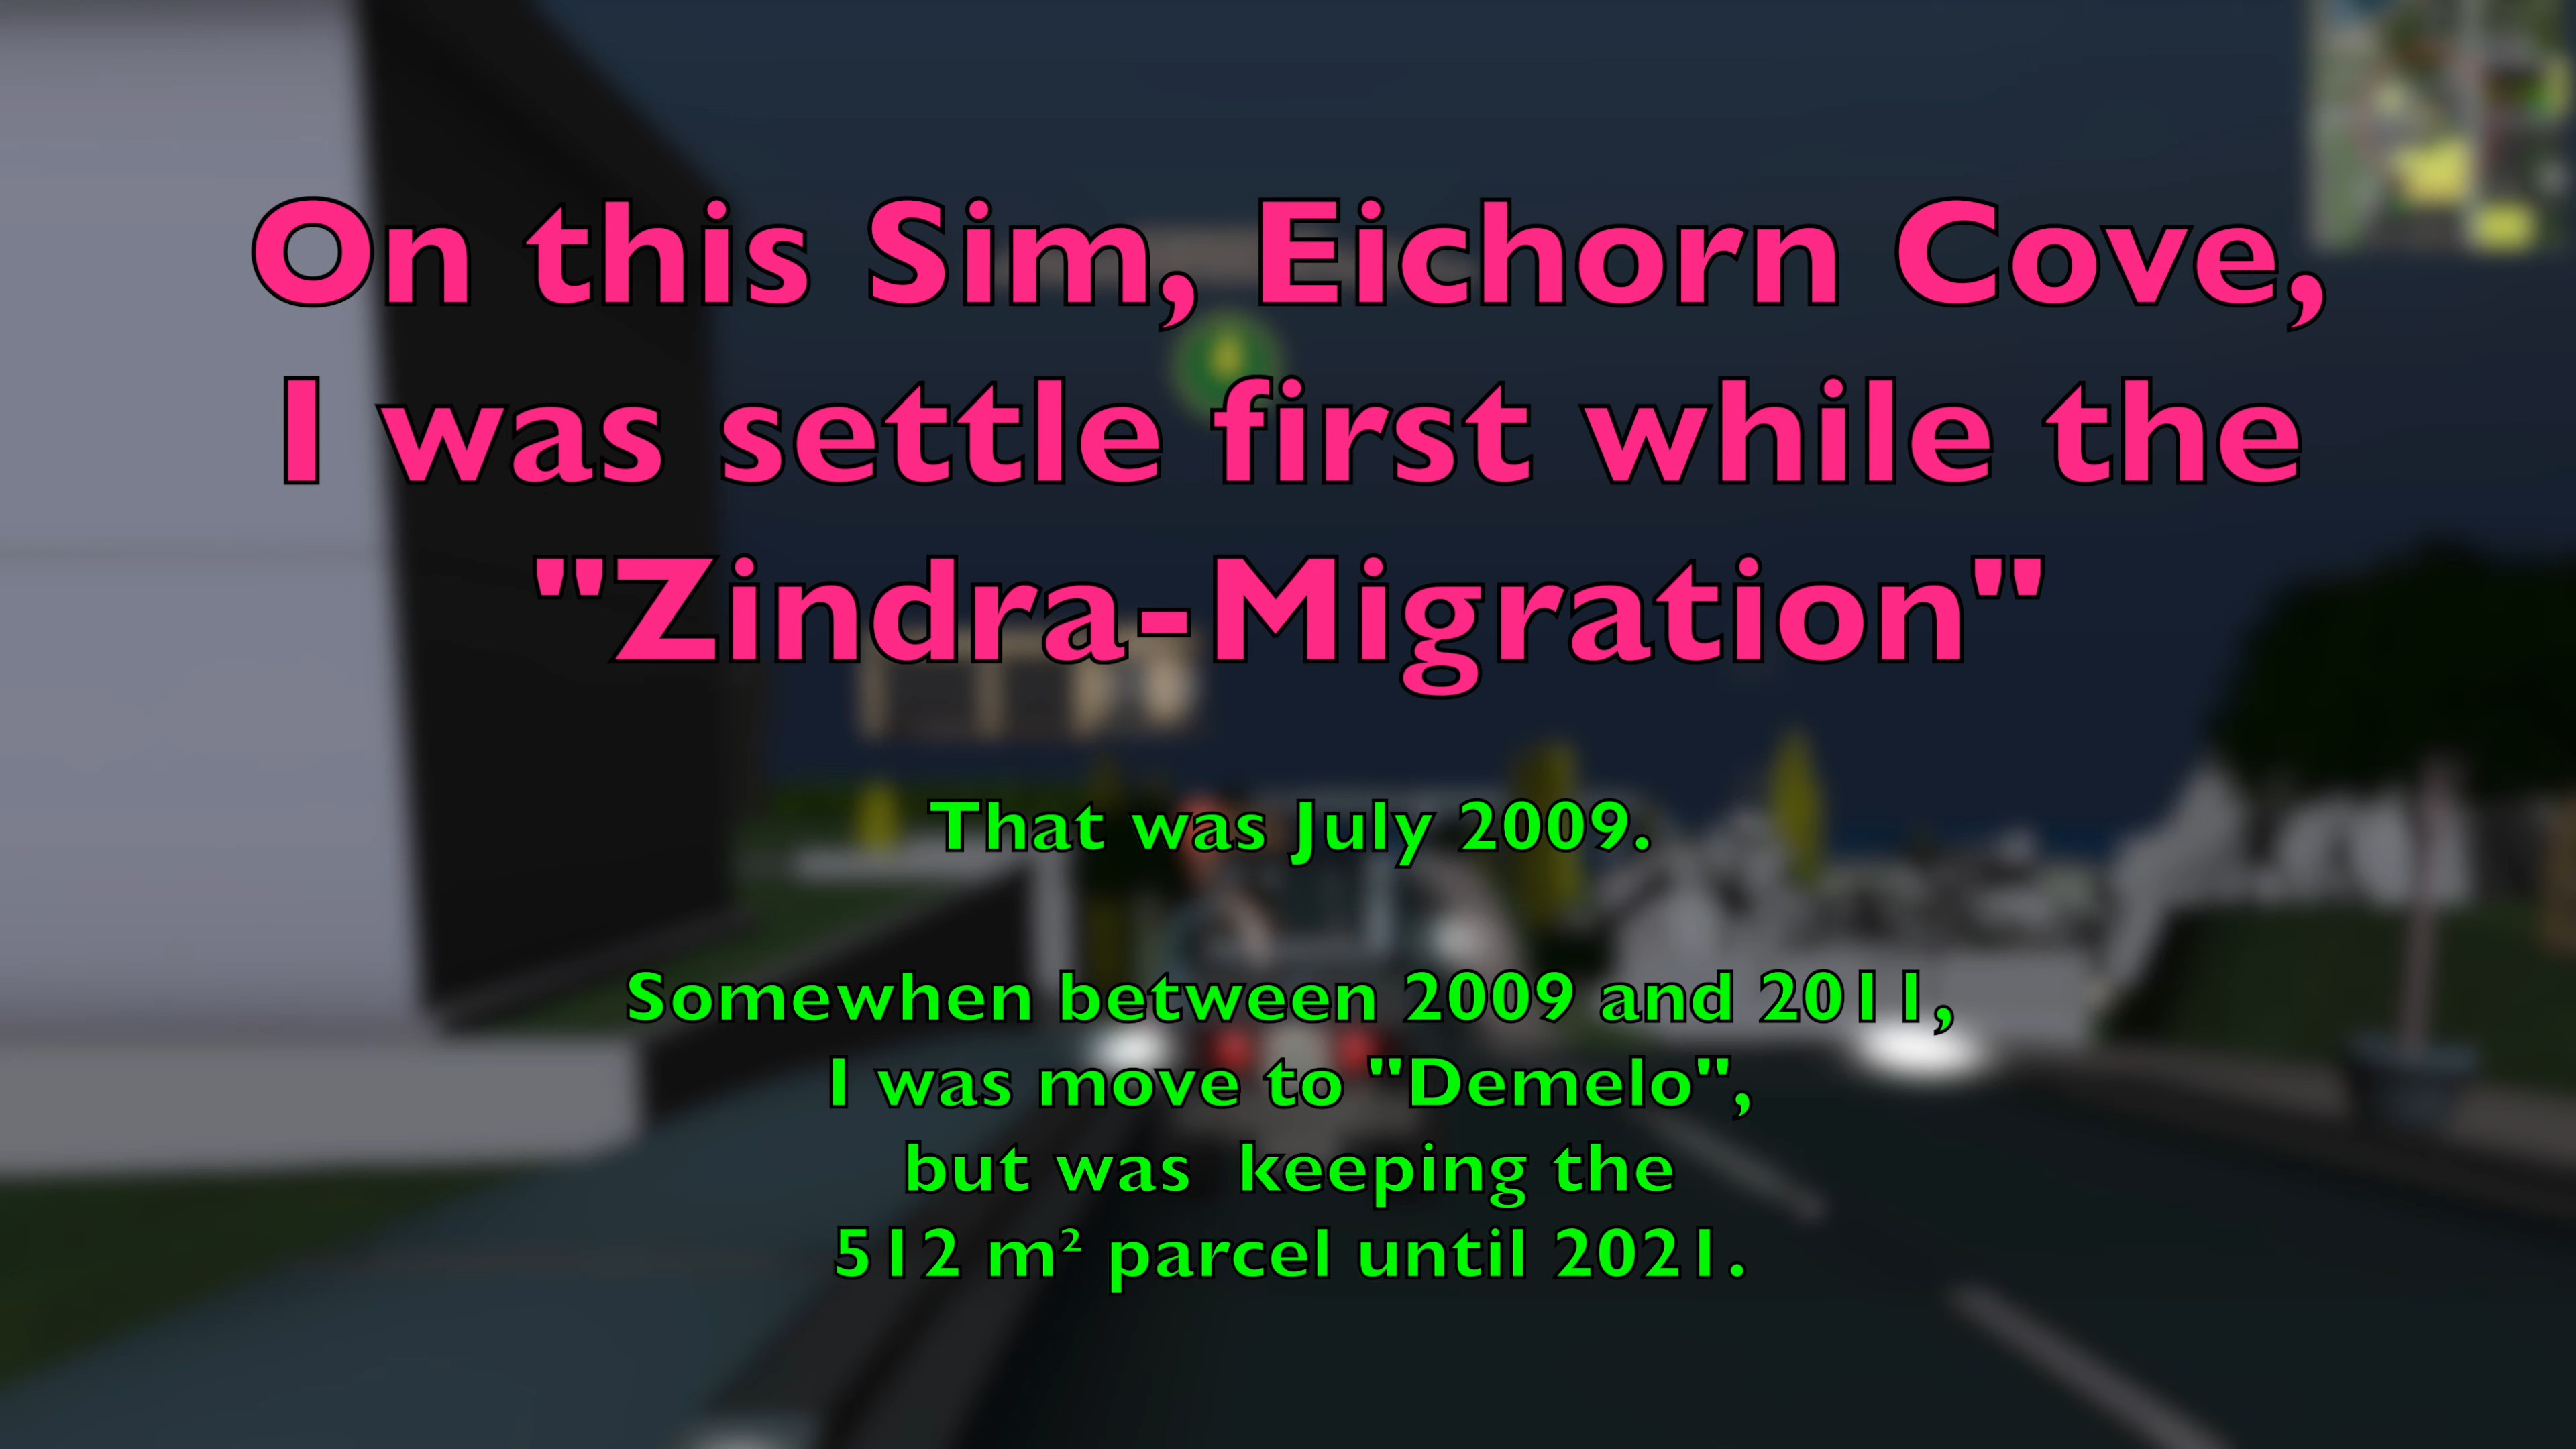 On this Sim, Eichorn Cove,
I was settle first while the
"Zindra-Migration"
That was July 2009.
Somewhen between 2009 and 2011,
I was move to "Demelo",
but was  keeping the
512 m² parcel until 2021.